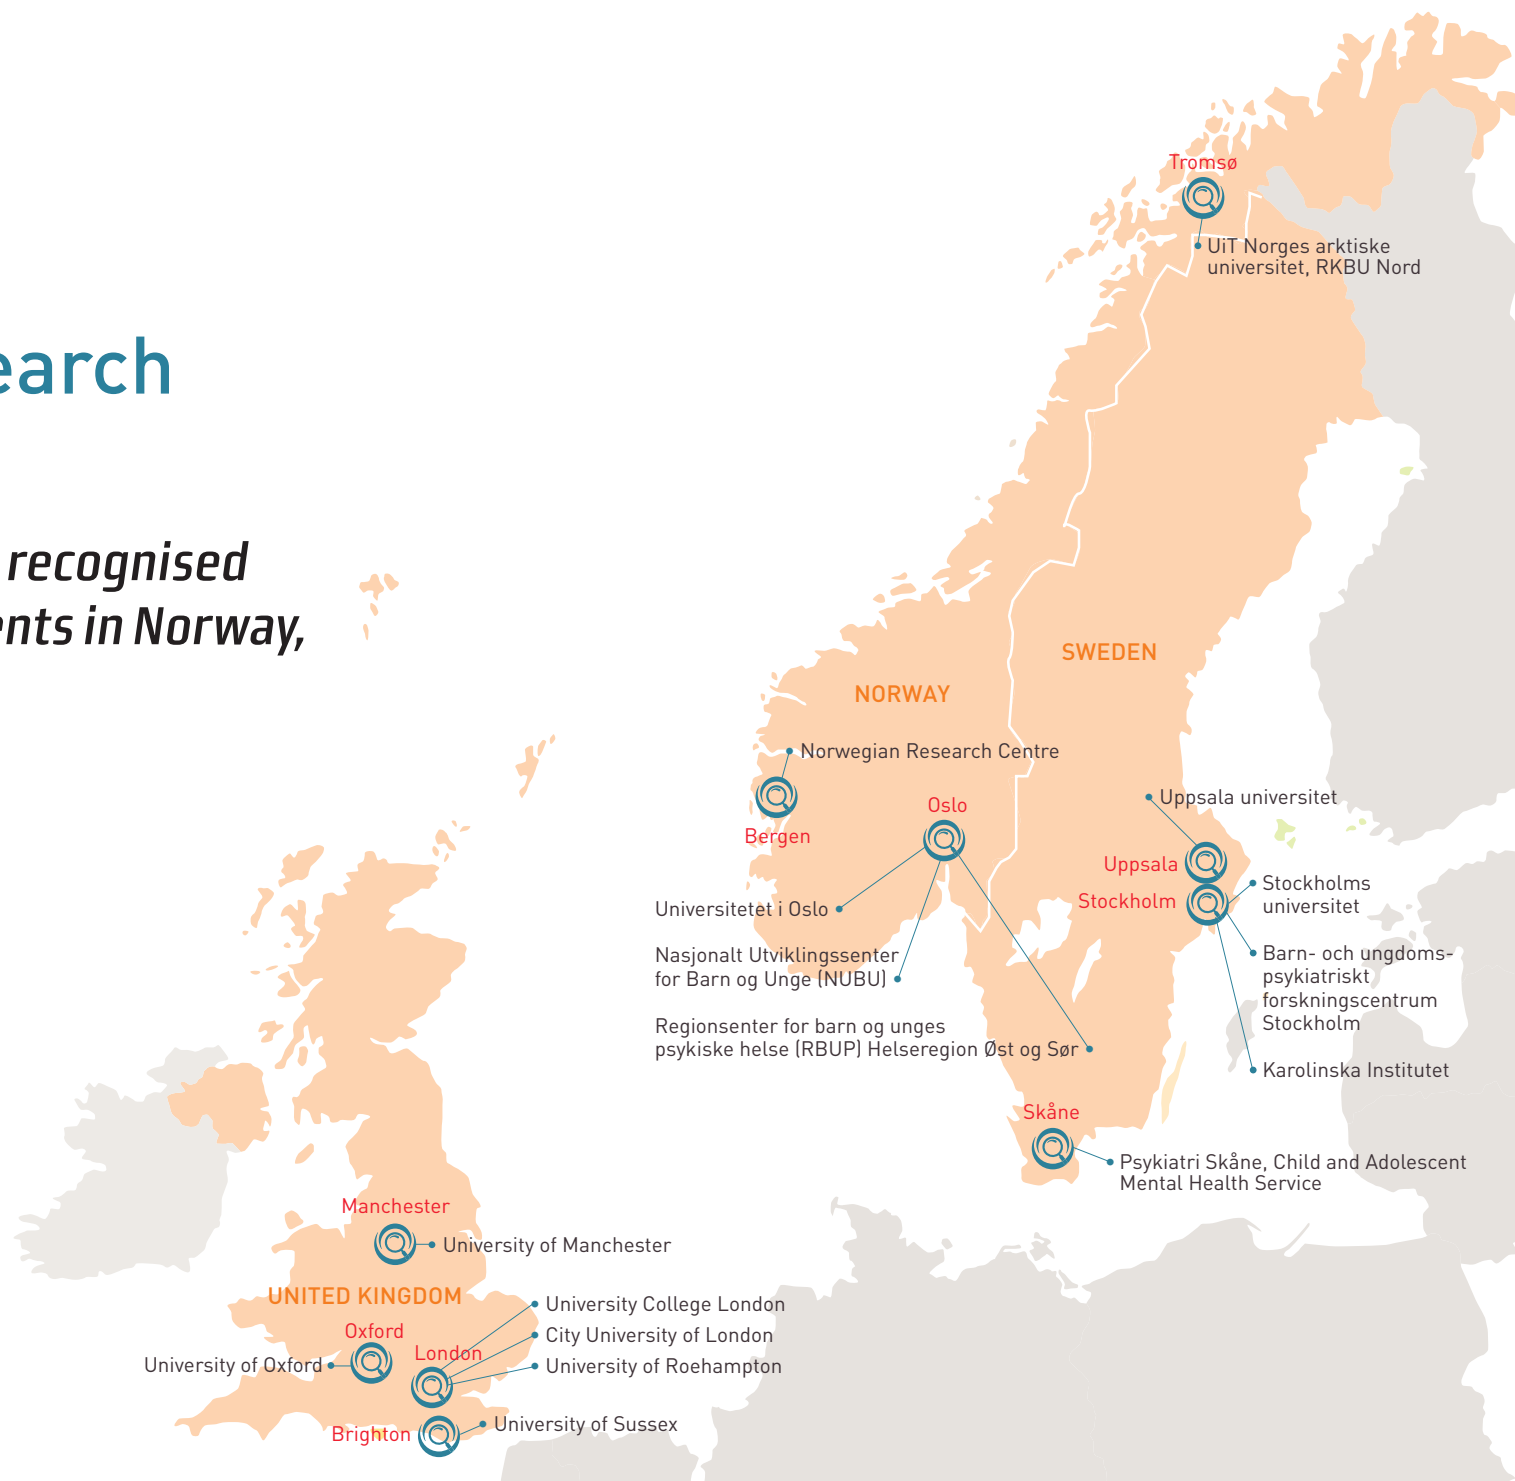 Tromsø
UiT Norges arktiske
universitet, RKBU Nord
earch
recognised
ents in Norway,
SWEDEN
NORWAY
Norwegian Research Centre
Bergen
Oslo
Uppsala universitet
Uppsala
Stockholm
Stockholms
universitet
Universitetet i Oslo
Nasjonalt Utviklingssenter
for Barn og Unge (NUBU)
Barn- och ungdoms-
psykiatriskt
forskningscentrum
Stockholm
Regionsenter for barn og unges
psykiske helse (RBUP) Helseregion Øst og Sør
Karolinska Institutet
Skåne
Psykiatri Skåne, Child and Adolescent
Mental Health Service
Manchester
University of Manchester
UNITED KINGDOM
University College London
City University of London
University of Roehampton
Oxford
University of Oxford
London
University of Sussex
Brighton